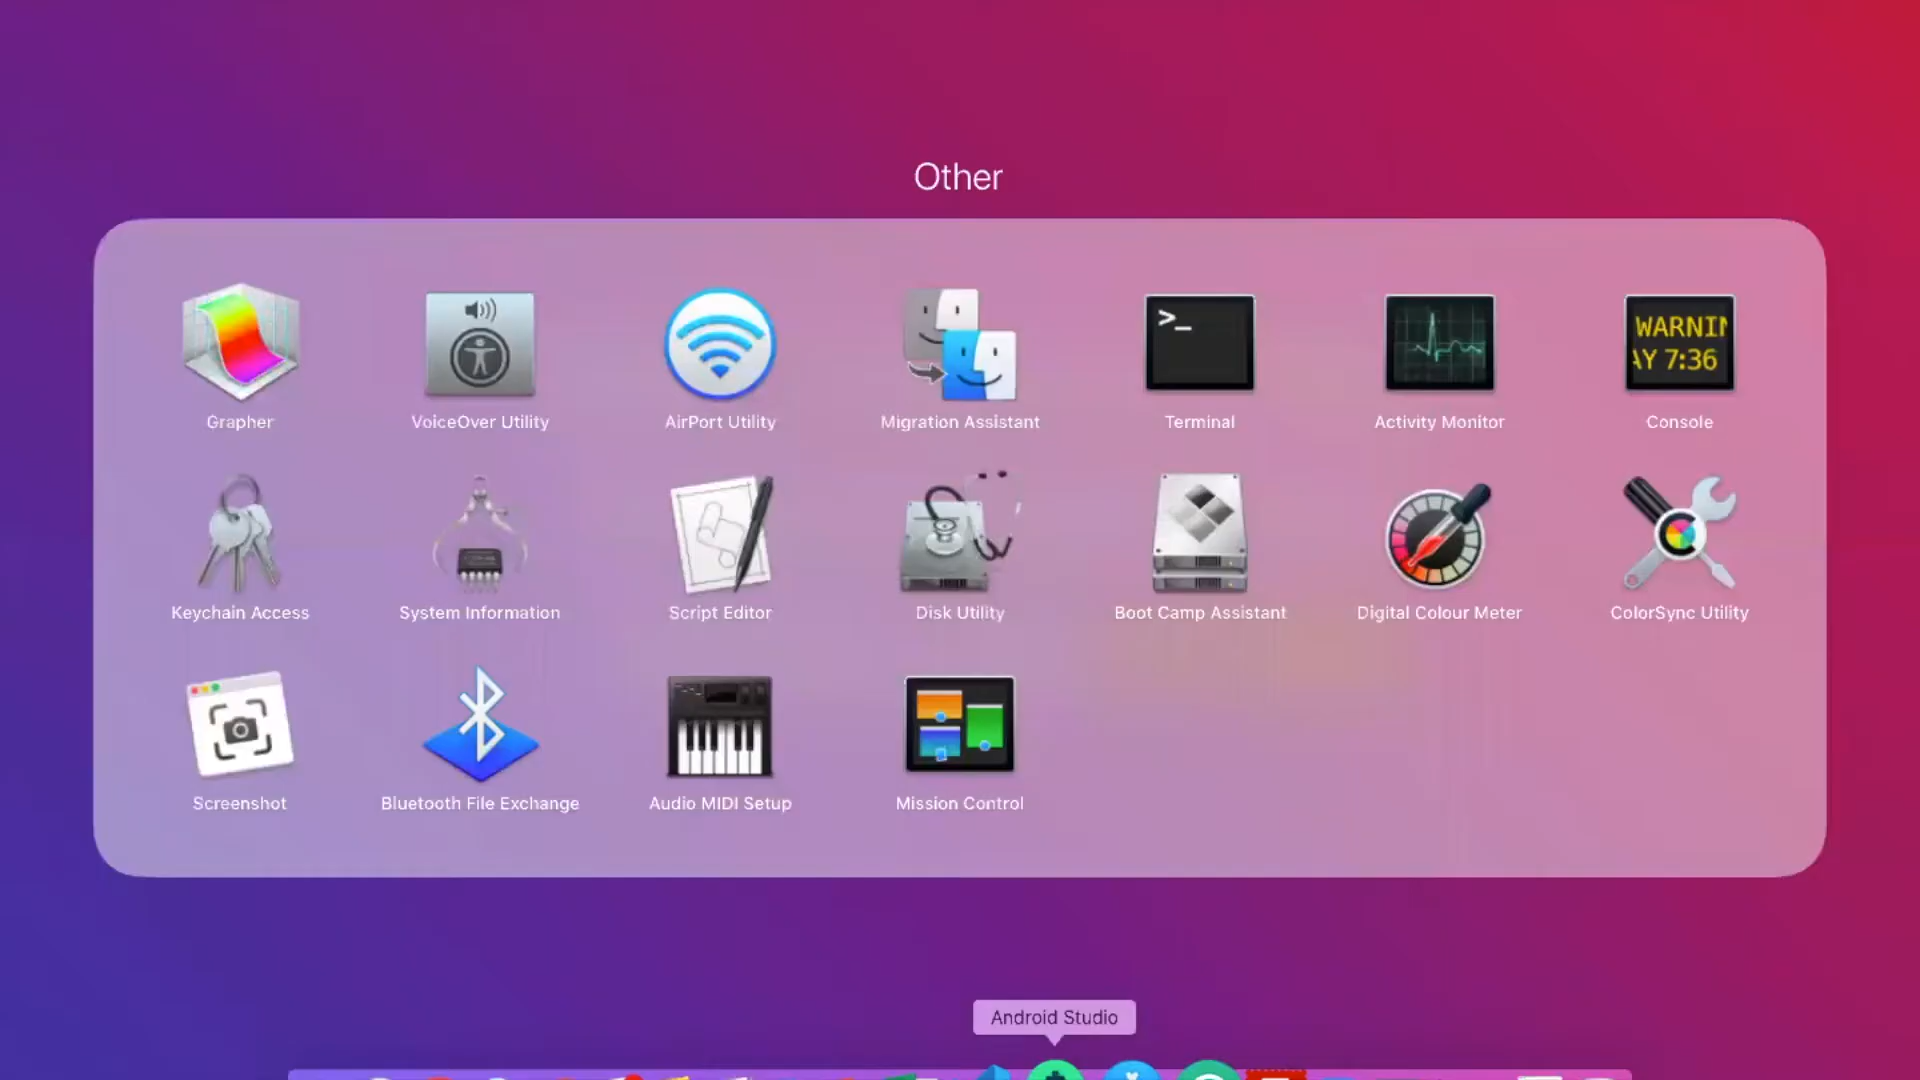 Other
WARNIN
AY 7:36
Grapher
VoiceOver Utility
AirPort Utility
Migration Assistant
>_
Terminal
Activity Monitor
Console
Keychain Access
System Information
Script Editor
Disk Utility
Boot Camp Assistant
Digital Colour Meter
ColorSync Utility
Screenshot
Bluetooth File Exchange
Audio MIDI Setup
Mission Control
Android Studio